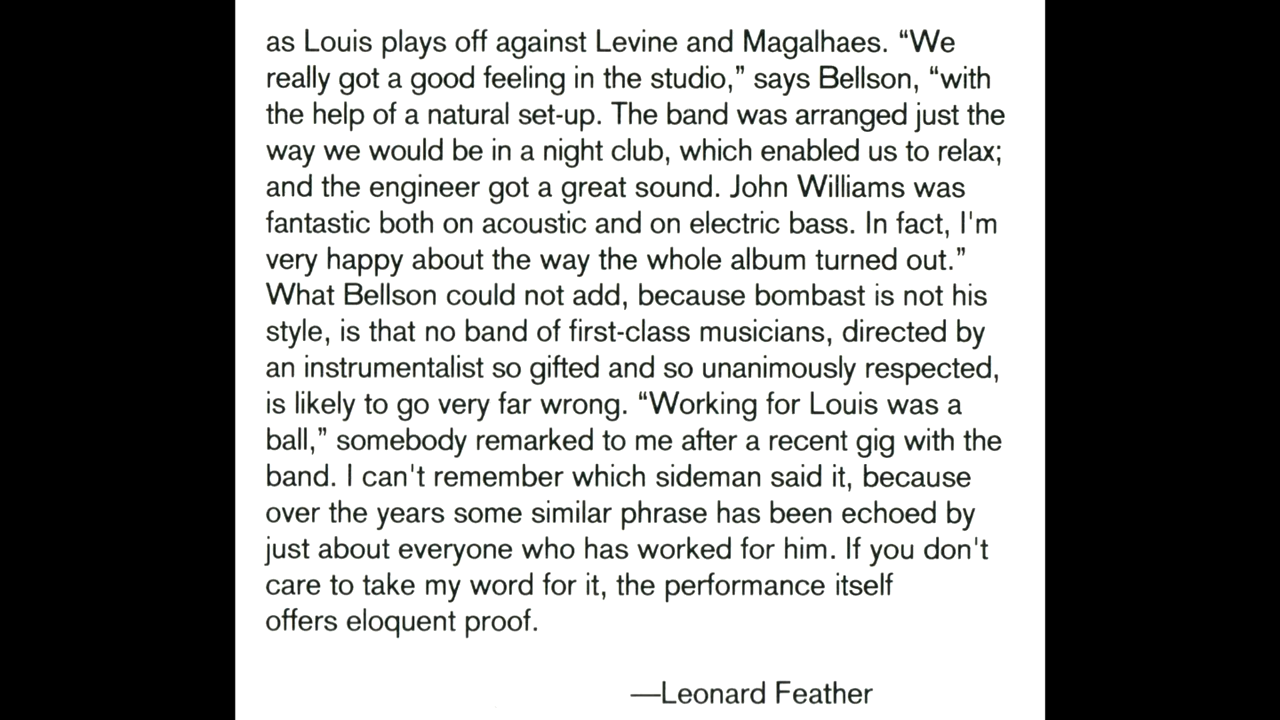 as Louis plays off against Levine and Magalhaes. “We
really got a good feeling in the studio,” says Bellson, “with
the help of a natural set-up. The band was arranged just the
way we would be in a night club, which enabled us to relax;
and the engineer got a great sound. John Williams was
fantastic both on acoustic and on electric bass. In fact, I'm
very happy about the way the whole album turned out.”
What Bellson could not add, because bombast is not his
style, is that no band of first-class musicians, directed by
an instrumentalist so gifted and so unanimously respected,
is likely to go very far wrong. “Working for Louis was a
ball,” somebody remarked to me after a recent gig with the
band. I can't remember which sideman said it, because
over the years some similar phrase has been echoed by
just about everyone who has worked for him. If you don't
care to take my word for it, the performance itself
offers eloquent proof.
—Leonard Feather